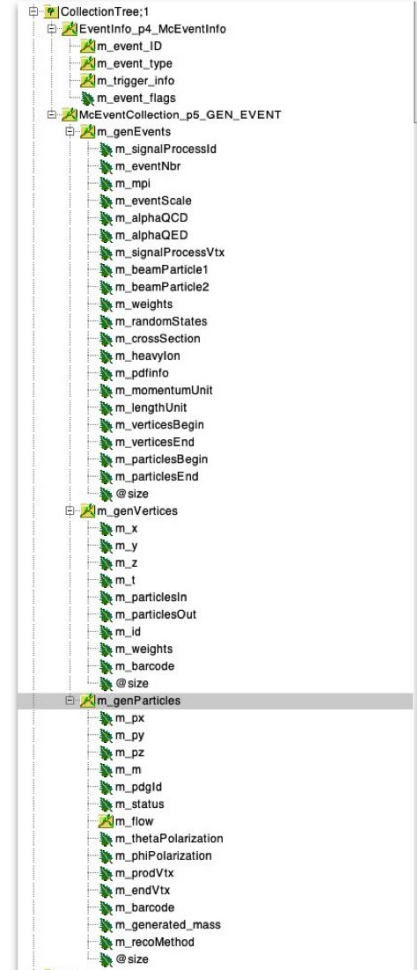 CollectionTree;1
EventInfo_p4_McEventInfo
m_event_ID
m_event_type
m_trigger_info
m_event_flags
McEventCollection_p5_GEN_EVENT
m_genEvents
m_signalProcessId
m_eventNbr
m_mpi
m_eventScale
m_alphaQCD
m_alphaQED
m_signalProcessVtx
m_beamParticle1
m_beamParticle2
m_weights
m_randomStates
m_crossSection
m_heavyIon
m_pdfinfo
m_momentumUnit
m_lengthUnit
m_verticesBegin
m_verticesEnd
m_particlesBegin
m_particlesEnd
@size
m_genVertices
m_x
m_y
m_z
m_t
m_particlesIn
m_particlesOut
m_id
m_weights
m_barcode
@size
m_genParticles
m_px
m_py
m_pz
m_m
m_pdgId
m_status
m_flow
m_thetaPolarization
m_phiPolarization
m_prodVtx
m_endVtx
m_barcode
m_generated_mass
m_recoMethod
@size